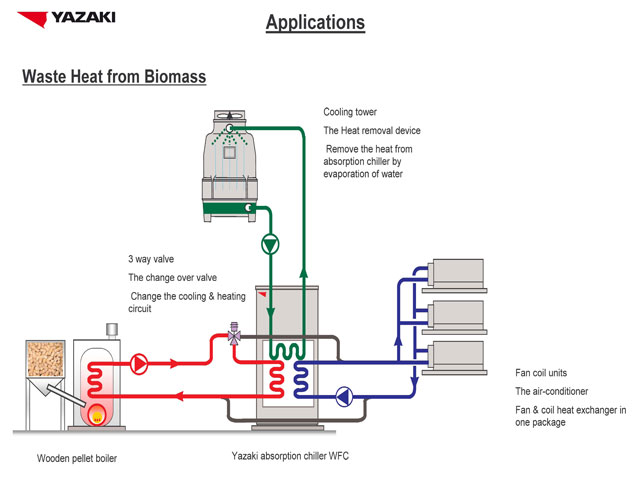 YAZAKI
Applications
Waste Heat from Biomass
Cooling tower
The Heat removal device
Remove the heat from
absorption chiller by
evaporation of water
3 way valve
The change over valve
Change the cooling & heating
circuit
Fan coil units
The air-conditioner
Fan & coil heat exchanger in
one package
Wooden pellet boiler
Yazaki absorption chiller WFC